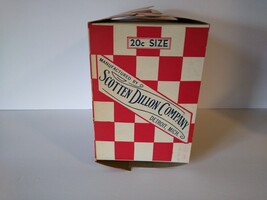 20c SIZE
MANUFACTURED BY
SCOTTEN DILLON COMPANY
DETROIT, MICH